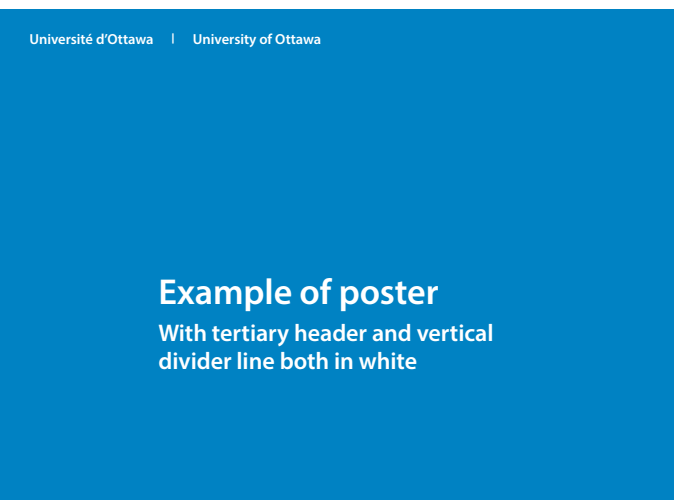 Université d’Ottawa | University of Ottawa
Example of poster
With tertiary header and vertical
divider line both in white